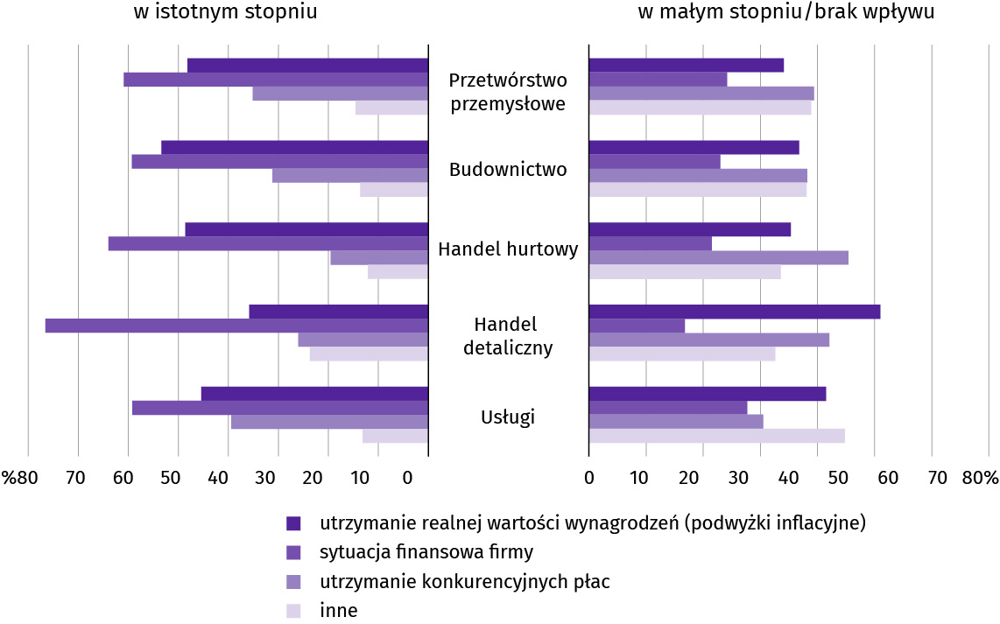 w istotnym stopniu
w małym stopniu/brak wpływu
Przetwórstwo
przemysłowe
Budownictwo
Handel hurtowy
Handel
detaliczny
Usługi
%80 70 60 50 40 30 20 10 0
0 10 20 30 40 50 60 70 80%
utrzymanie realnej wartości wynagrodzeń (podwyżki inflacyjne)
sytuacja finansowa firmy
utrzymanie konkurencyjnych płac
inne